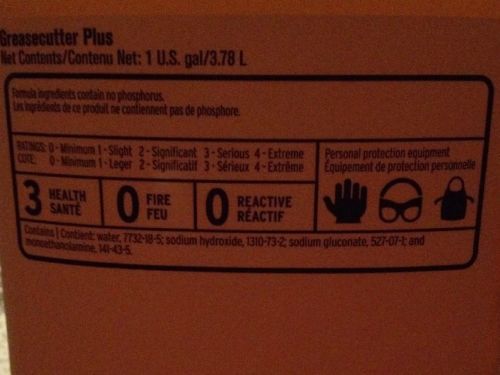 Greasecutter Plus
Net Contents/Contenu Net: 1 U.S. gal/3.78 L
Formula ingredients contain no phosphorus.
Les ingrédients de ce produit ne contiennent pas de phosphore.
RATINGS: 0 - Minimum 1 - Slight 2 - Significant 3 - Serious 4 - Extreme
COTE: 0 - Minimum 1 - Leger 2 - Significatif 3 - Sérieux 4 - Extrême
Personal protection equipment
Équipement de protection personnelle
3 HEALTH SANTÉ 0 FIRE FEU 0 REACTIVE RÉACTIF
Contains | Contient: water, 7732-18-5; sodium hydroxide, 1310-73-2; sodium gluconate, 527-07-1; and
monoethanolamine, 141-43-5.